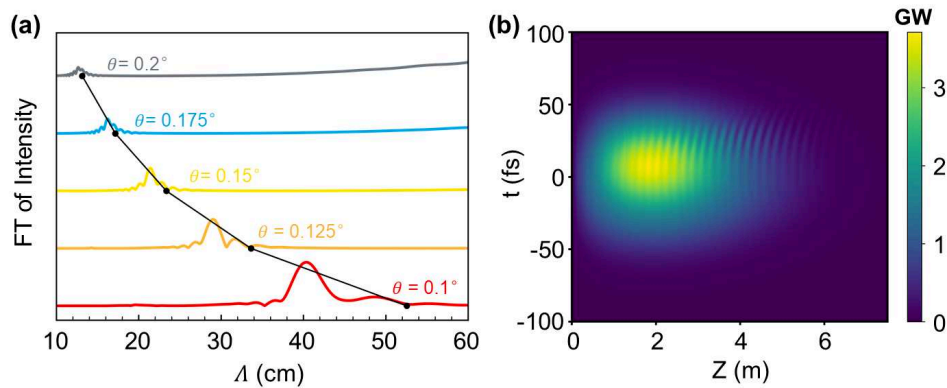 (a)
FT of Intensity
θ = 0.2°
θ = 0.175°
θ = 0.15°
θ = 0.125°
θ = 0.1°
10 20 30 40 50 60
Λ (cm)
(b)
GW
t (fs)
100
50
0
-50
-100
0 2 4 6
Z (m)
3
2
1
0